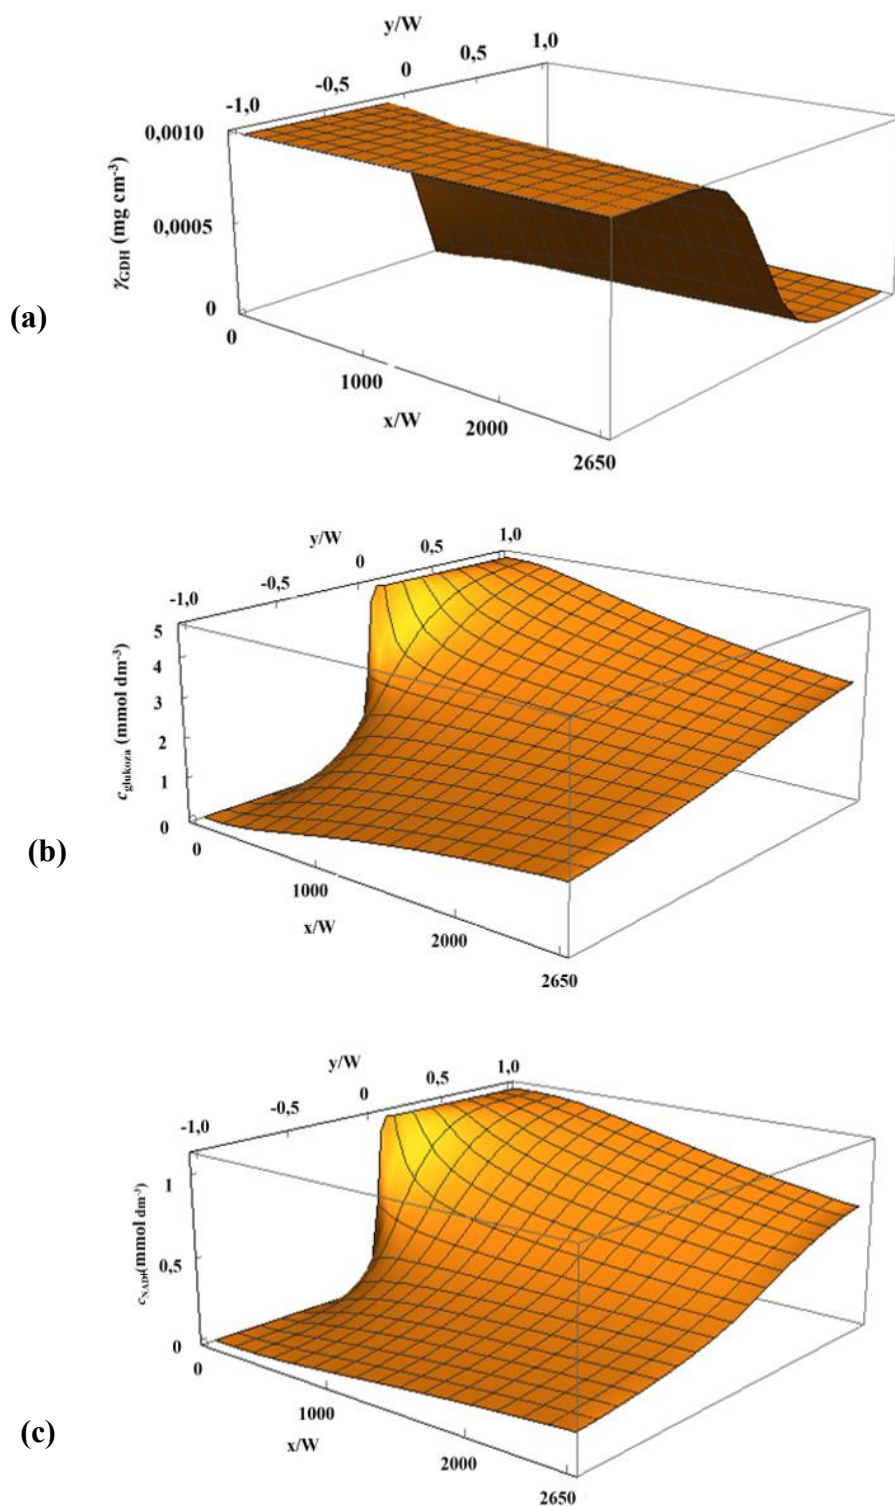 y/W
-1,0 -0,5 0 0,5 1,0
0,0010
0,0005
0
γGDH (mg cm-3)
(a)
0 1000 2000 2650
x/W
y/W
-1,0 -0,5 0 0,5 1,0
5
4
3
2
1
0
cglukoza (mmol dm-3)
(b)
0 1000 2000 2650
x/W
y/W
-1,0 -0,5 0 0,5 1,0
1
0,5
0
cNAD+(mmol dm-3)
(c)
0 1000 2000 2650
x/W